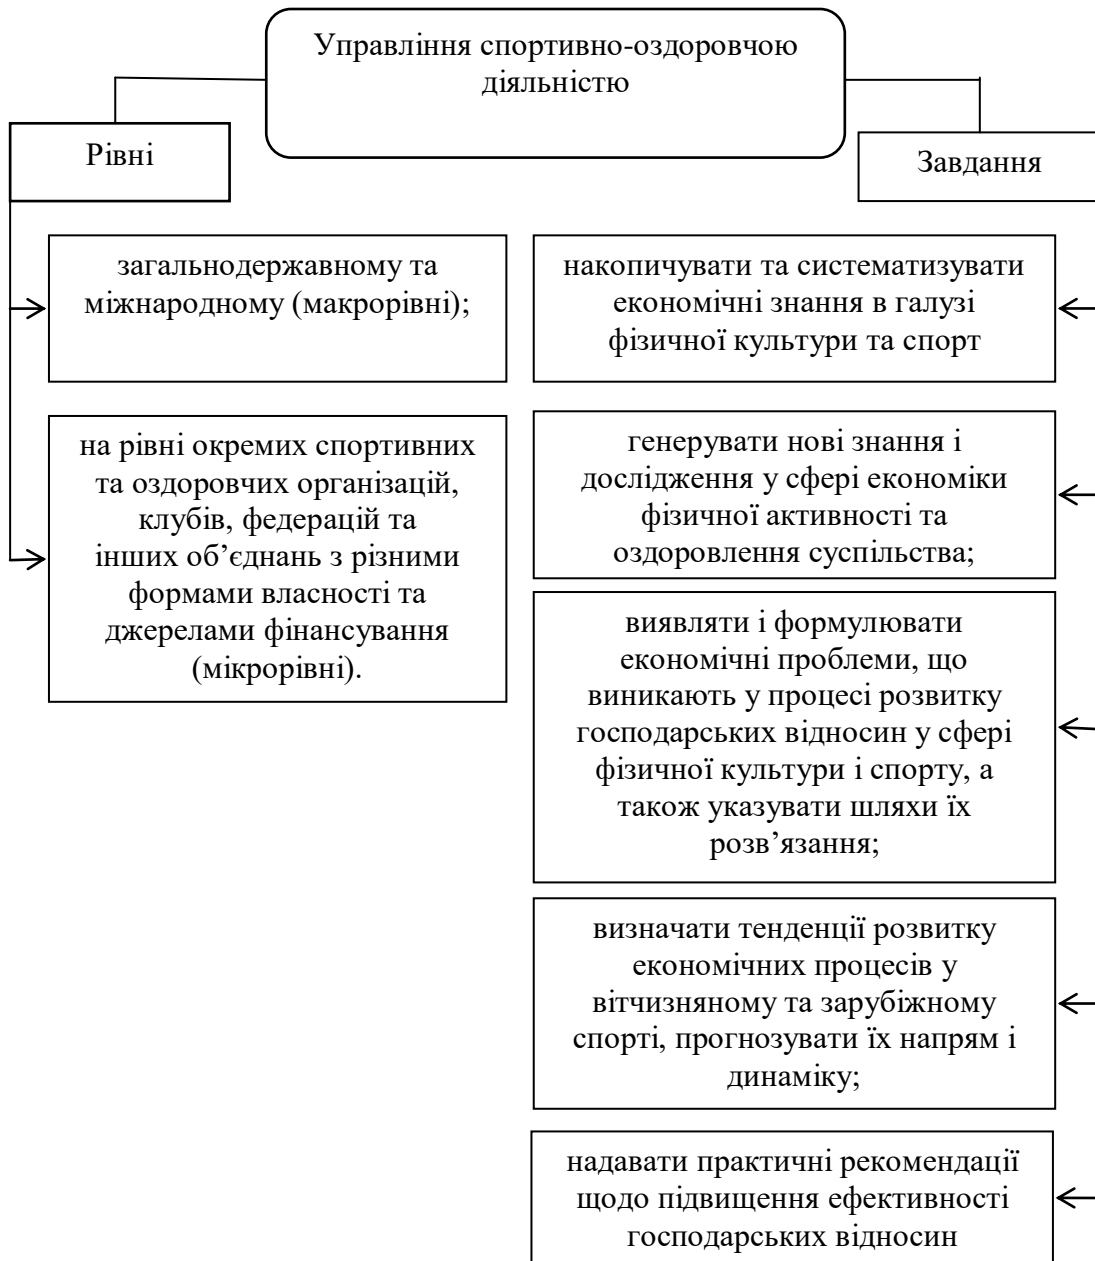 Управління спортивно-оздоровчою
діяльністю
Рівні
Завдання
загальнодержавному та
міжнародному (макрорівні);
на рівні окремих спортивних
та оздоровчих організацій,
клубів, федерацій та
інших об’єднань з різними
формами власності та
джерелами фінансування
(мікрорівні).
накопичувати та систематизувати
економічні знання в галузі
фізичної культури та спорт
генерувати нові знання і
дослідження у сфері економіки
фізичної активності та
оздоровлення суспільства;
виявляти і формулювати
економічні проблеми, що
виникають у процесі розвитку
господарських відносин у сфері
фізичної культури і спорту, а
також указувати шляхи їх
розв’язання;
визначати тенденції розвитку
економічних процесів у
вітчизняному та зарубіжному
спорті, прогнозувати їх напрям і
динаміку;
надавати практичні рекомендації
щодо підвищення ефективності
господарських відносин